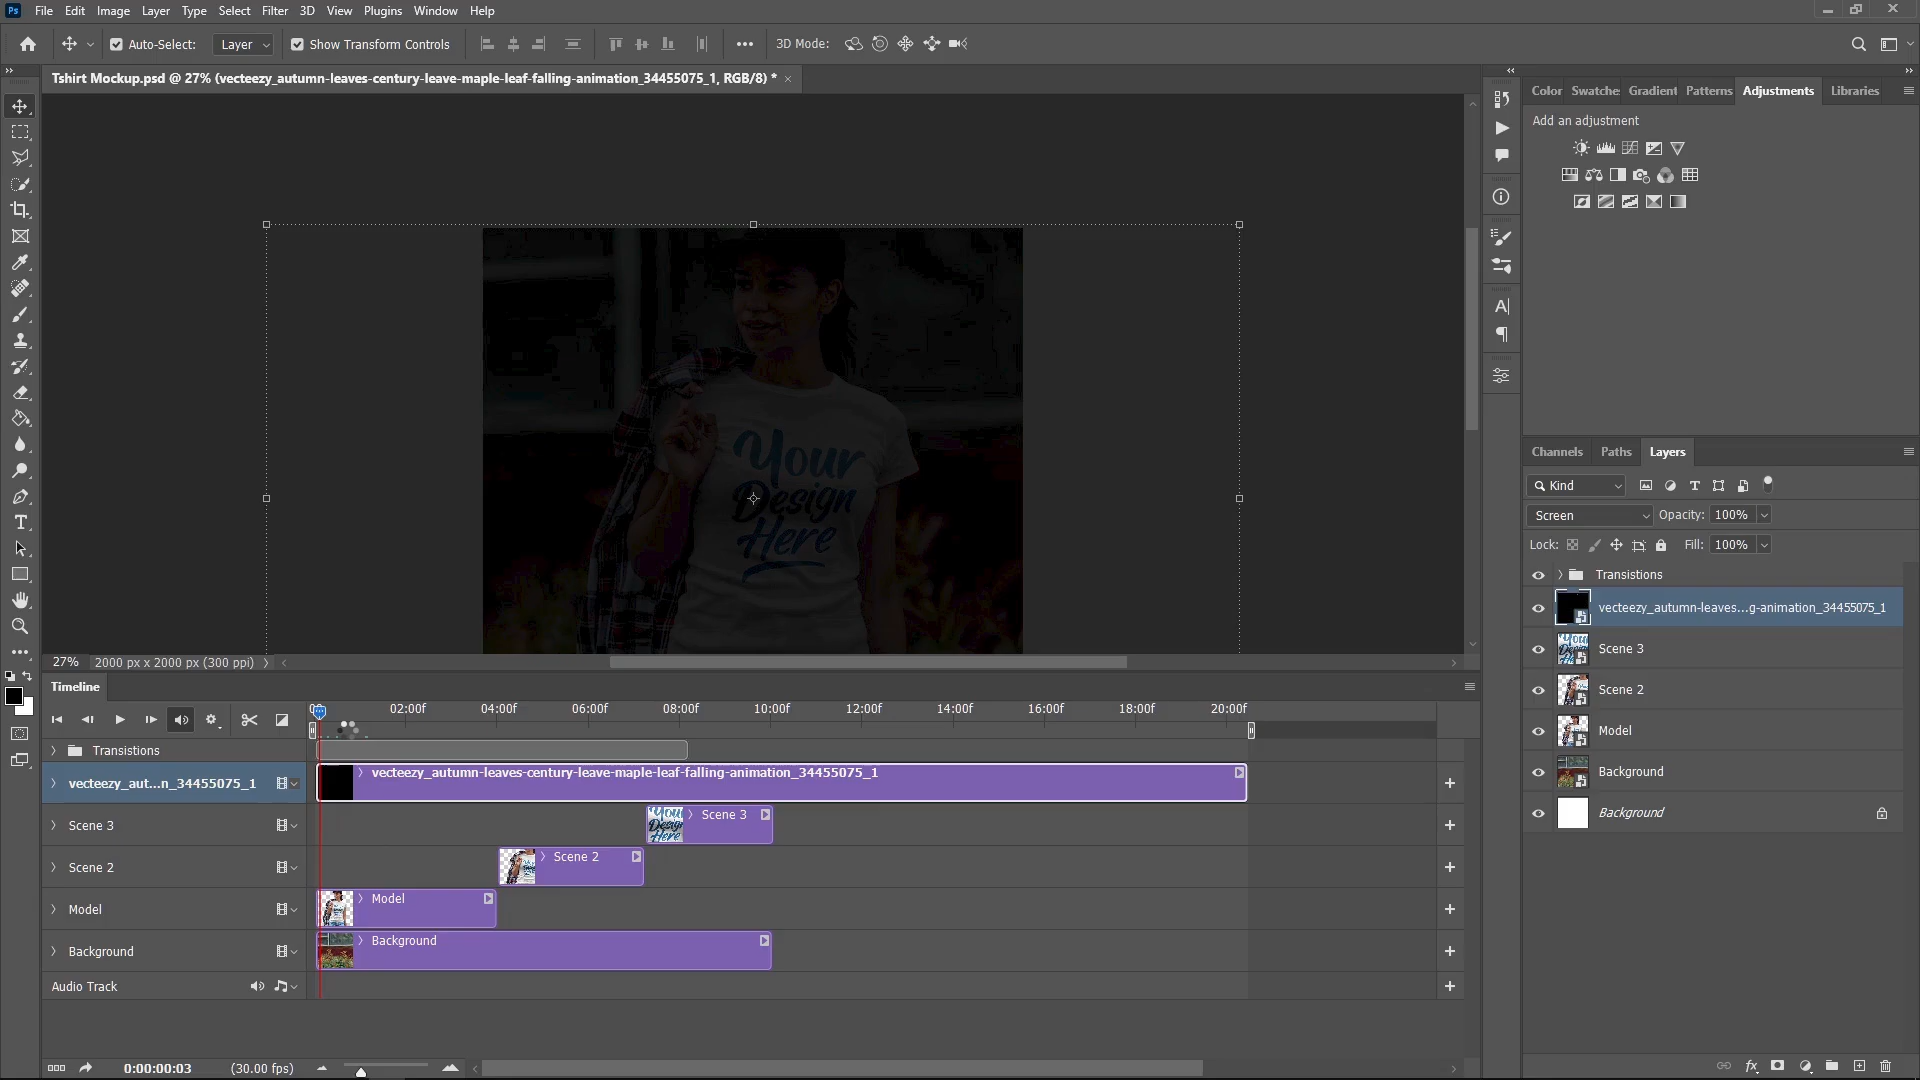 Ps File Edit Image Layer Type Select Filter 3D View Plugins Window Help
Auto-Select: Layer Show Transform Controls 3D Mode:
Tshirt Mockup.psd @ 27% (vecteezy_autumn-leaves-century-leave-maple-leaf-falling-animation_34455075_1, RGB/8) *
Your
Design
Here
27% 2000 px x 2000 px (300 ppi)
Color Swatche Gradient Patterns Adjustments Libraries
Add an adjustment
Channels Paths Layers
Kind
Screen Opacity: 100%
Lock: Fill: 100%
Transistions
vecteezy_autumn-leaves...g-animation_34455075_1
Scene 3
Scene 2
Model
Background
Background
Timeline
02:00f 04:00f 06:00f 08:00f 10:00f 12:00f 14:00f 16:00f 18:00f 20:00f
Transistions
vecteezy_aut...n_34455075_1 vecteezy_autumn-leaves-century-leave-maple-leaf-falling-animation_34455075_1
Scene 3 Scene 3
Scene 2 Scene 2
Model Model
Background Background
Audio Track
0:00:00:03 (30.00 fps)